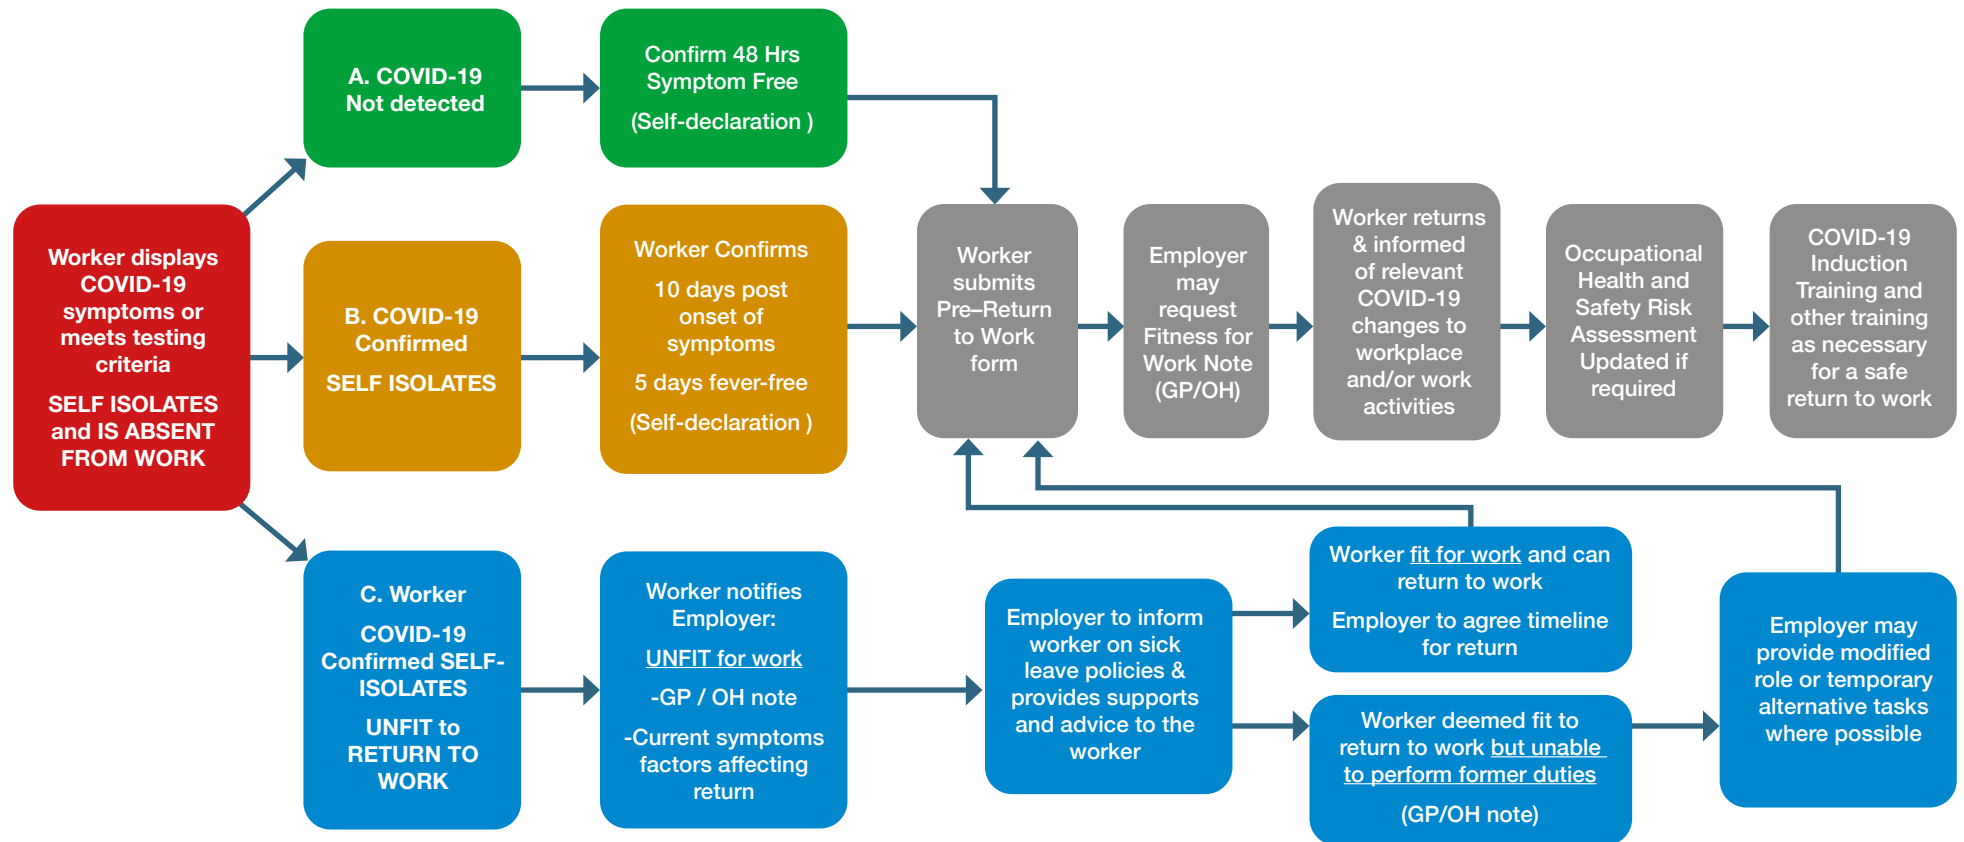 A. COVID-19
Not detected
Confirm 48 Hrs
Symptom Free
(Self-declaration )
Worker displays
COVID-19
symptoms or
meets testing
criteria
SELF ISOLATES
and IS ABSENT
FROM WORK
B. COVID-19
Confirmed
SELF ISOLATES
Worker Confirms
10 days post
onset of
symptoms
5 days fever-free
(Self-declaration )
Worker
submits
Pre–Return
to Work
form
Employer
may
request
Fitness for
Work Note
(GP/OH)
Worker returns
& informed
of relevant
COVID-19
changes to
workplace
and/or work
activities
Occupational
Health and
Safety Risk
Assessment
Updated if
required
COVID-19
Induction
Training and
other training
as necessary
for a safe
return to work
C. Worker
COVID-19
Confirmed SELF-
ISOLATES
UNFIT to
RETURN TO
WORK
Worker notifies
Employer:
UNFIT for work
-GP / OH note
-Current symptoms
factors affecting
return
Employer to inform
worker on sick
leave policies &
provides supports
and advice to the
worker
Worker fit for work and can
return to work
Employer to agree timeline
for return
Worker deemed fit to
return to work but unable
to perform former duties
(GP/OH note)
Employer may
provide modified
role or temporary
alternative tasks
where possible